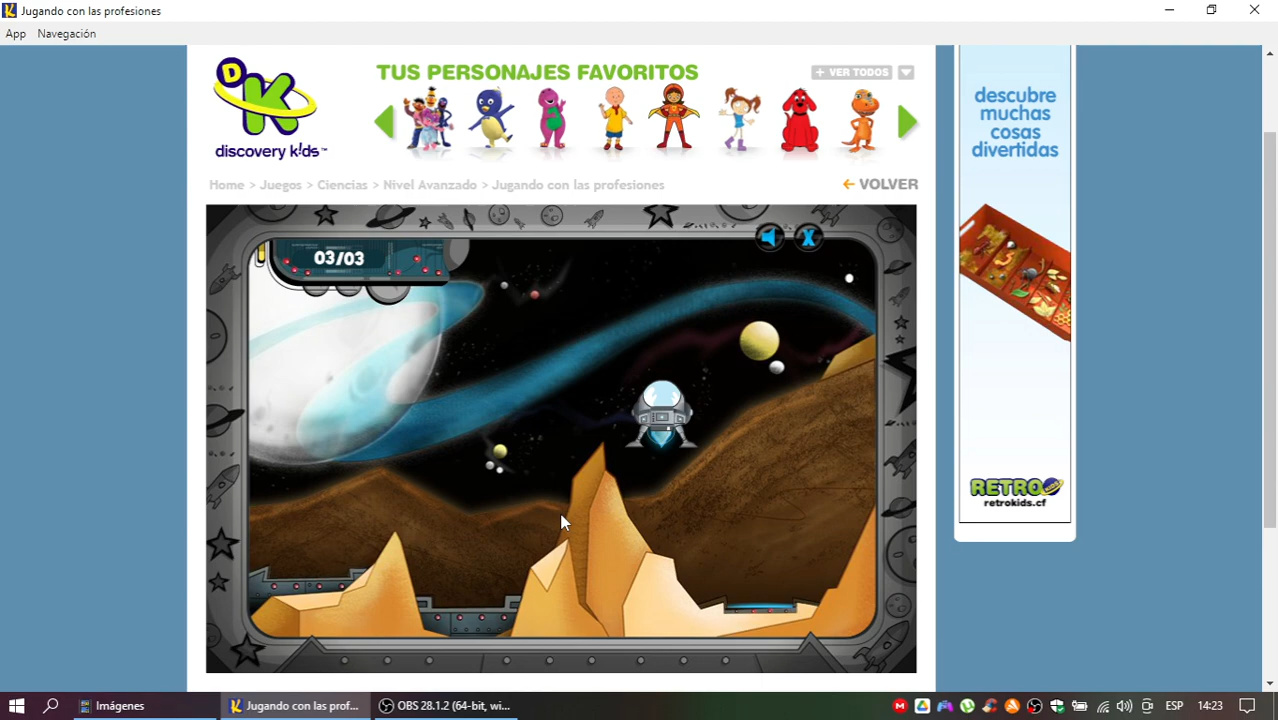 Jugando con las profesiones
App Navegación
D
K
discovery k!ds™
TUS PERSONAJES FAVORITOS
+ VER TODOS
Home > Juegos > Ciencias > Nivel Avanzado > Jugando con las profesiones
← VOLVER
03/03
X
descubre
muchas
cosas
divertidas
RETRO KIDS
retrokids.cf
Imágenes
Jugando con las prof...
OBS 28.1.2 (64-bit, wi...
ESP
14:23